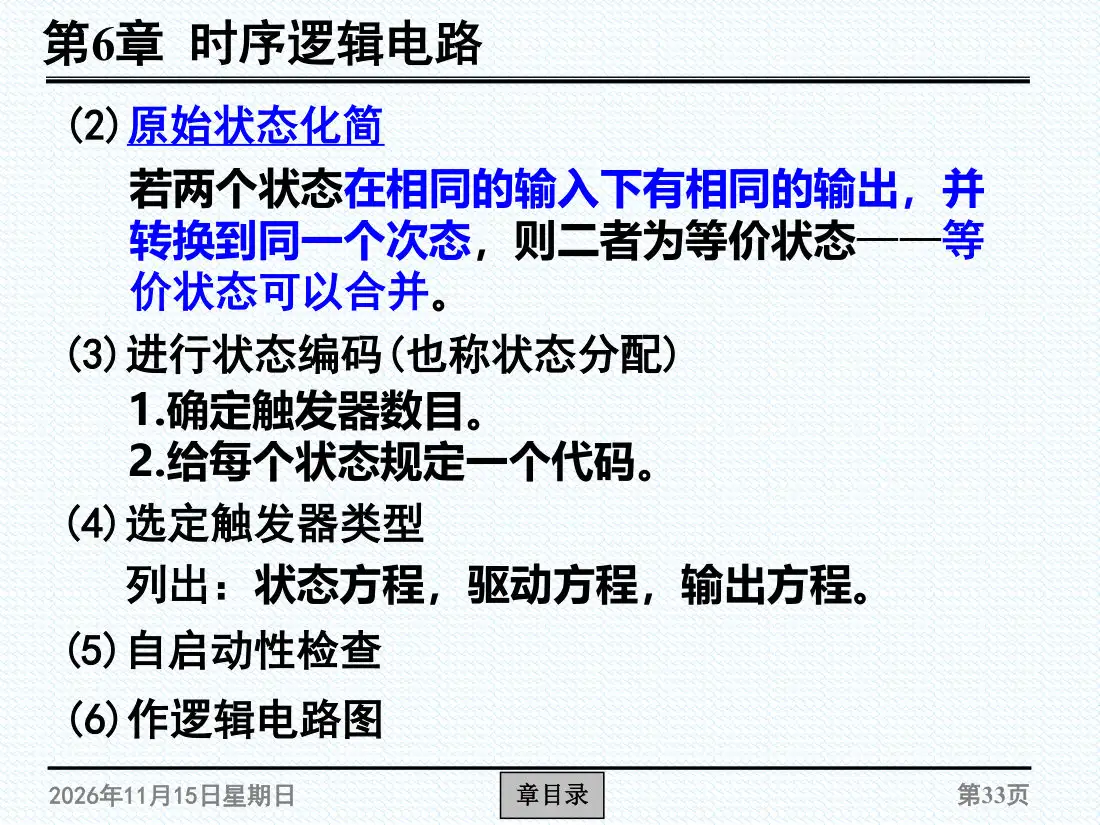 第6章 时序逻辑电路
(2)原始状态化简
若两个状态在相同的输入下有相同的输出，并
转换到同一个次态，则二者为等价状态——等
价状态可以合并。
(3)进行状态编码(也称状态分配)
1.确定触发器数目。
2.给每个状态规定一个代码。
(4)选定触发器类型
列出：状态方程，驱动方程，输出方程。
(5)自启动性检查
(6)作逻辑电路图
2026年11月15日星期日
章目录
第33页